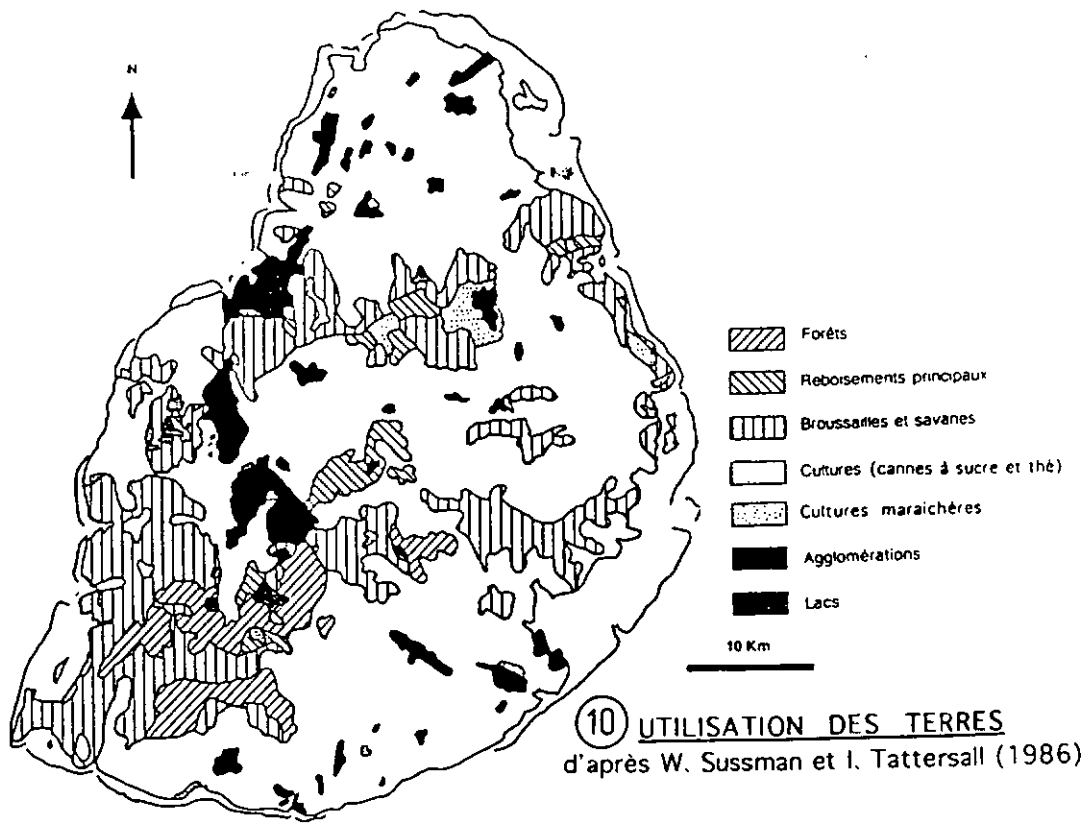 N
Forêts
Reboisements principaux
Broussailles et savanes
Cultures (cannes à sucre et thé)
Cultures maraichères
Agglomérations
Lacs
10 Km
10 UTILISATION DES TERRES
d'après W. Sussman et I. Tattersall (1986)